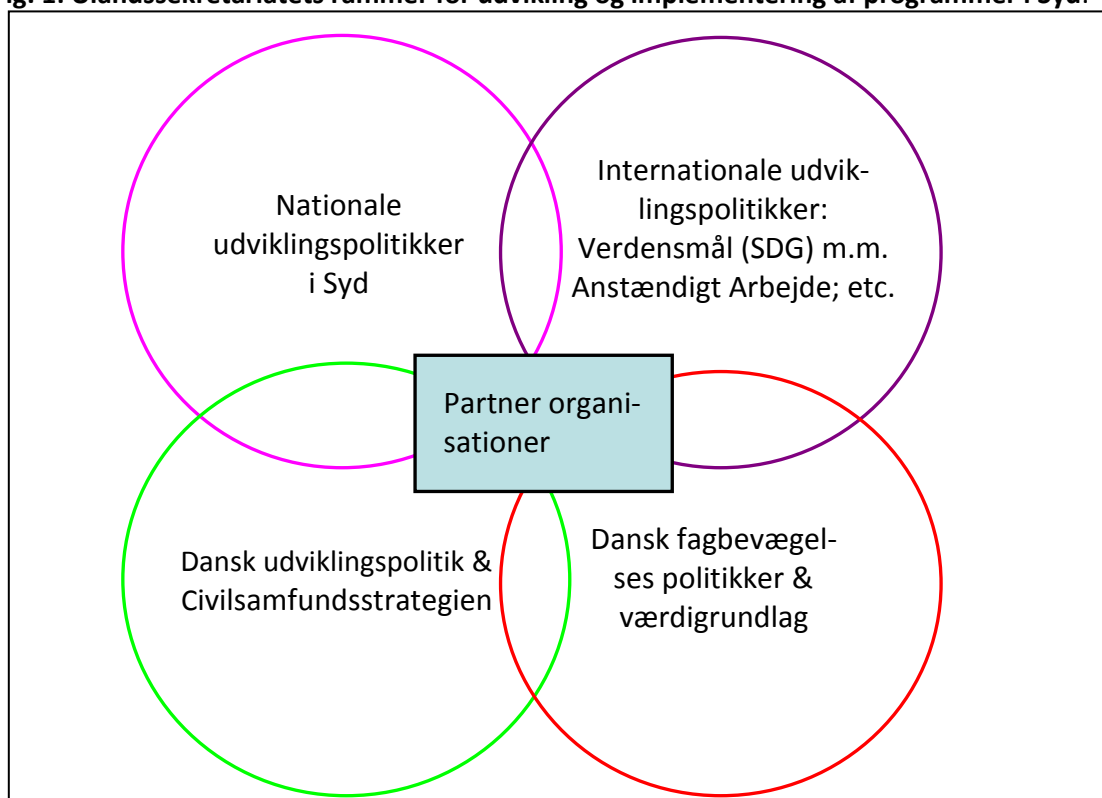 ig. 1. Ulandssekretariatets rammer for udvikling og implementering af programmer i Syd.
Nationale
udviklingspolitikker
i Syd
Internationale udvik-
lingspolitikker:
Verdensmål (SDG) m.m.
Anstændigt Arbejde; etc.
Partner organi-
sationer
Dansk udviklingspolitik &
Civilsamfundsstrategien
Dansk fagbevægel-
ses politikker &
værdigrundlag